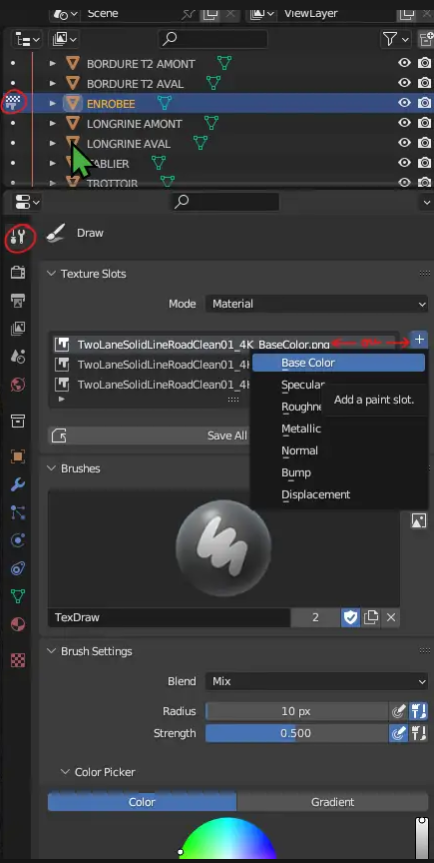 Scene ViewLayer
BORDURE T2 AMONT
BORDURE T2 AVAL
ENROBEE
LONGRINE AMONT
LONGRINE AVAL
TABLIER
TROTTOIR
Draw
Texture Slots
Mode Material
TwoLaneSolidLineRoadClean01_4K_BaseColor.png
TwoLaneSolidLineRoadClean01_4K
TwoLaneSolidLineRoadClean01_4K
Base Color
Specular
Roughne
Metallic
Normal
Bump
Displacement
Add a paint slot.
Save All
Brushes
TexDraw 2
Brush Settings
Blend Mix
Radius 10 px
Strength 0.500
Color Picker
Color Gradient